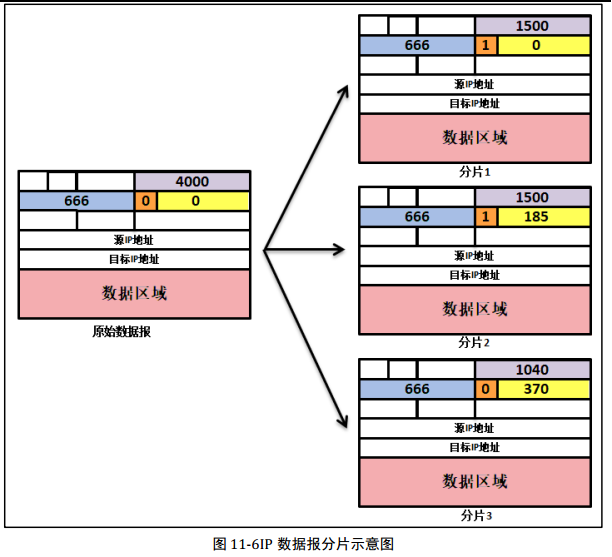 4000
666 0 0
源IP地址
目标IP地址
数据区域
原始数据报
1500
666 1 0
源IP地址
目标IP地址
数据区域
分片1
1500
666 1 185
源IP地址
目标IP地址
数据区域
分片2
1040
666 0 370
源IP地址
目标IP地址
数据区域
分片3
图 11-6IP 数据报分片示意图